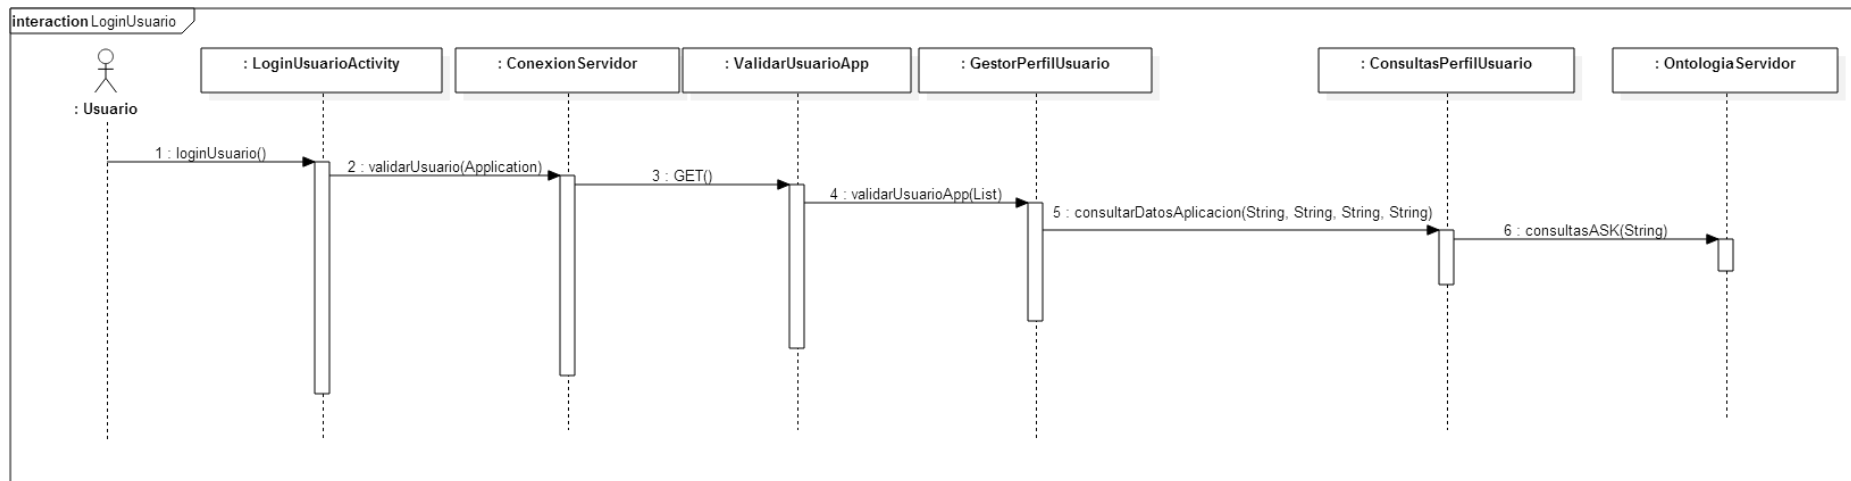 interaction LoginUsuario
: LoginUsuarioActivity
: ConexionServidor
: ValidarUsuarioApp
: GestorPerfilUsuario
: ConsultasPerfilUsuario
: OntologiaServidor
: Usuario
1 : loginUsuario()
2 : validarUsuario(Application)
3 : GET()
4 : validarUsuarioApp(List)
5 : consultarDatosAplicacion(String, String, String, String)
6 : consultasASK(String)